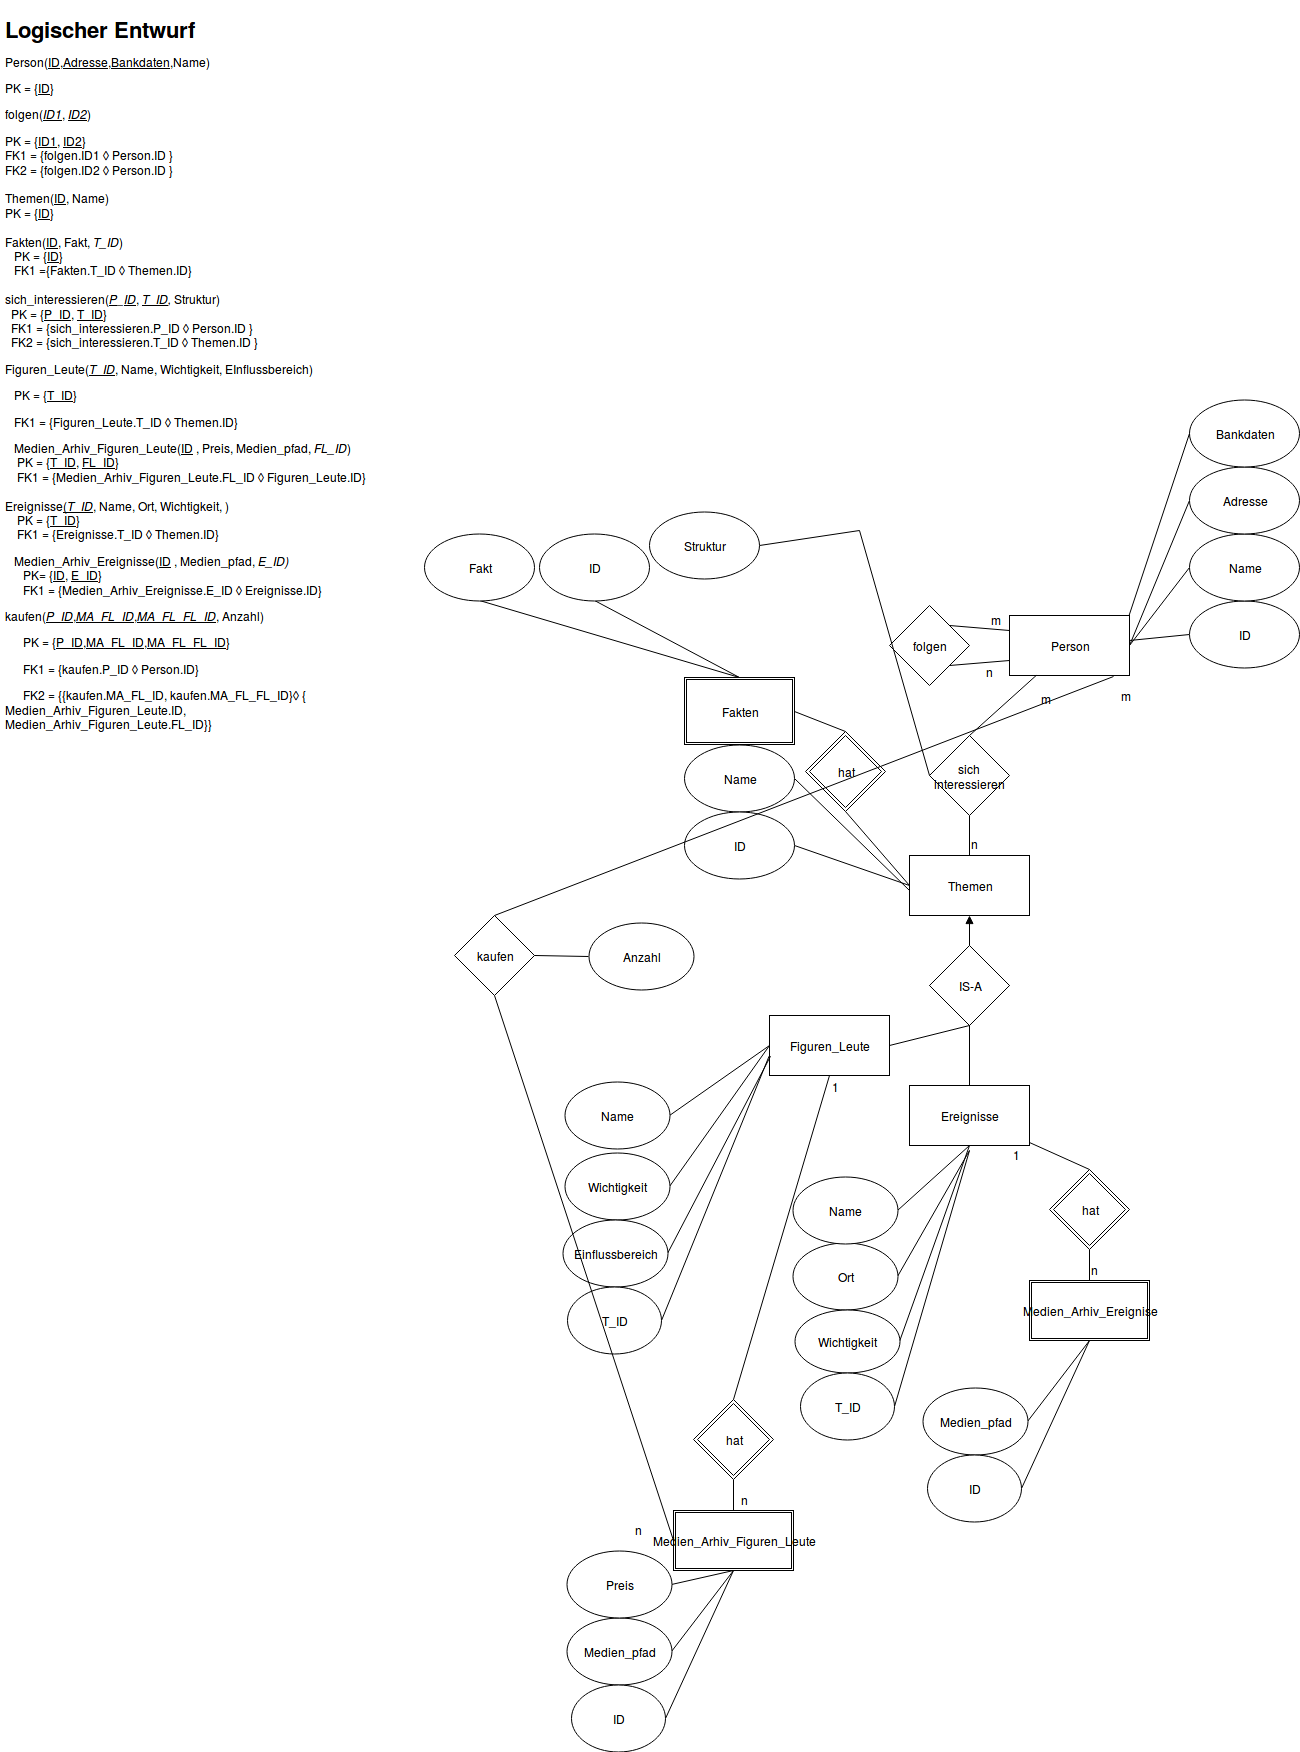 Logischer Entwurf
Person(ID,Adresse,Bankdaten,Name)
PK = {ID}
folgen(ID1, ID2)
PK = {ID1, ID2}
FK1 = {folgen.ID1 ◊ Person.ID }
FK2 = {folgen.ID2 ◊ Person.ID }
Themen(ID, Name)
PK = {ID}
Fakten(ID, Fakt, T_ID)
PK = {ID}
FK1 ={Fakten.T_ID ◊ Themen.ID}
sich_interessieren(P_ID, T_ID, Struktur)
PK = {P_ID, T_ID}
FK1 = {sich_interessieren.P_ID ◊ Person.ID }
FK2 = {sich_interessieren.T_ID ◊ Themen.ID }
Figuren_Leute(T_ID, Name, Wichtigkeit, EInflussbereich)
PK = {T_ID}
FK1 = {Figuren_Leute.T_ID ◊ Themen.ID}
Medien_Arhiv_Figuren_Leute(ID , Preis, Medien_pfad, FL_ID)
PK = {T_ID, FL_ID}
FK1 = {Medien_Arhiv_Figuren_Leute.FL_ID ◊ Figuren_Leute.ID}
Ereignisse(T_ID, Name, Ort, Wichtigkeit, )
PK = {T_ID}
FK1 = {Ereignisse.T_ID ◊ Themen.ID}
Medien_Arhiv_Ereignisse(ID , Medien_pfad, E_ID)
PK= {ID, E_ID}
FK1 = {Medien_Arhiv_Ereignisse.E_ID ◊ Ereignisse.ID}
kaufen(P_ID,MA_FL_ID,MA_FL_FL_ID, Anzahl)
PK = {P_ID,MA_FL_ID,MA_FL_FL_ID}
FK1 = {kaufen.P_ID ◊ Person.ID}
FK2 = {{kaufen.MA_FL_ID, kaufen.MA_FL_FL_ID}◊ {
Medien_Arhiv_Figuren_Leute.ID,
Medien_Arhiv_Figuren_Leute.FL_ID}}
Bankdaten
Adresse
Name
ID
Person
folgen
m
n
m
m
Struktur
Fakt
ID
Fakten
hat
Name
ID
sich
interessieren
n
Themen
kaufen
Anzahl
IS-A
Figuren_Leute
1
Ereignisse
1
Name
Wichtigkeit
Einflussbereich
T_ID
Name
Ort
Wichtigkeit
T_ID
hat
n
Medien_Arhiv_Ereignise
Medien_pfad
ID
hat
n
n
Medien_Arhiv_Figuren_Leute
Preis
Medien_pfad
ID